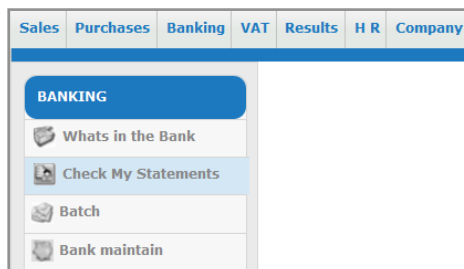 Sales Purchases Banking VAT Results H R Company
BANKING
Whats in the Bank
Check My Statements
Batch
Bank maintain